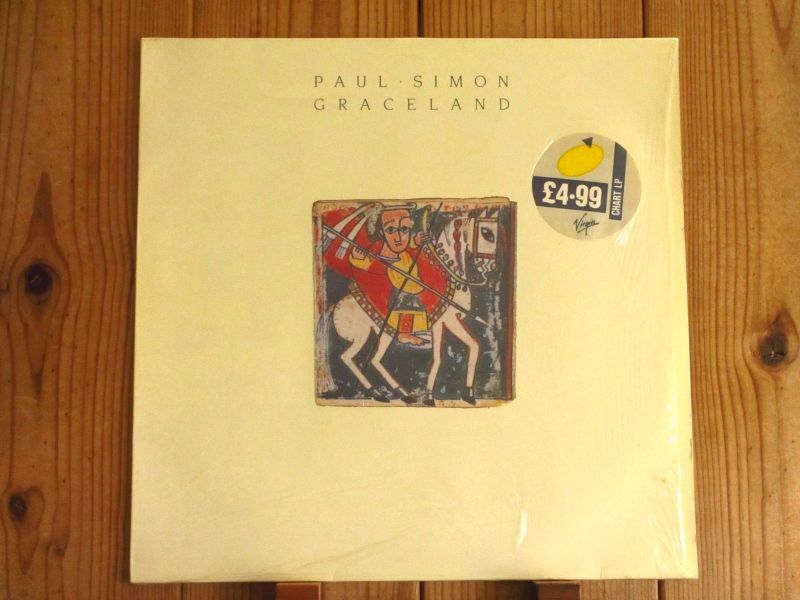 PAUL · SIMON
GRACELAND
£4·99
CHART LP
Virgin